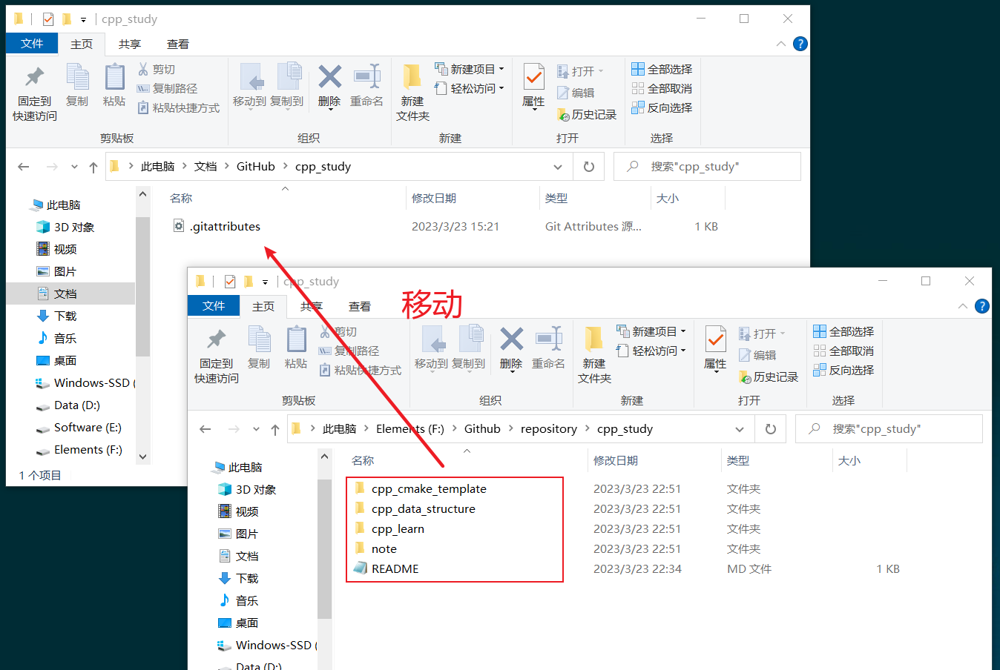 cpp_study
文件 主页 共享 查看
固定到
快速访问
复制
粘贴
剪切
复制路径
粘贴快捷方式
移动到 复制到
删除 重命名
新建
文件夹
新建项目
轻松访问
属性
打开
编辑
历史记录
全部选择
全部取消
反向选择
剪贴板
组织
新建
打开
选择
此电脑 文档 GitHub cpp_study
搜索"cpp_study"
名称 修改日期 类型 大小
.gitattributes 2023/3/23 15:21 Git Attributes 源... 1 KB
此电脑
3D 对象
视频
图片
文档
下载
音乐
桌面
Windows-SSD (
Data (D:)
Software (E:)
Elements (F:)
1 个项目
移动
cpp_study
文件 主页 共享 查看
固定到
快速访问
复制
粘贴
剪切
复制路径
粘贴快捷方式
移动到 复制到
删除 重命名
新建
文件夹
新建项目
轻松访问
属性
打开
编辑
历史记录
全部选择
全部取消
反向选择
剪贴板
组织
新建
打开
选择
此电脑 Elements (F:) Github repository cpp_study
搜索"cpp_study"
名称 修改日期 类型 大小
cpp_cmake_template 2023/3/23 22:51 文件夹
cpp_data_structure 2023/3/23 22:51 文件夹
cpp_learn 2023/3/23 22:51 文件夹
note 2023/3/23 22:51 文件夹
README 2023/3/23 22:34 MD 文件 1 KB
此电脑
3D 对象
视频
图片
文档
下载
音乐
桌面
Windows-SSD (
Data (D:)